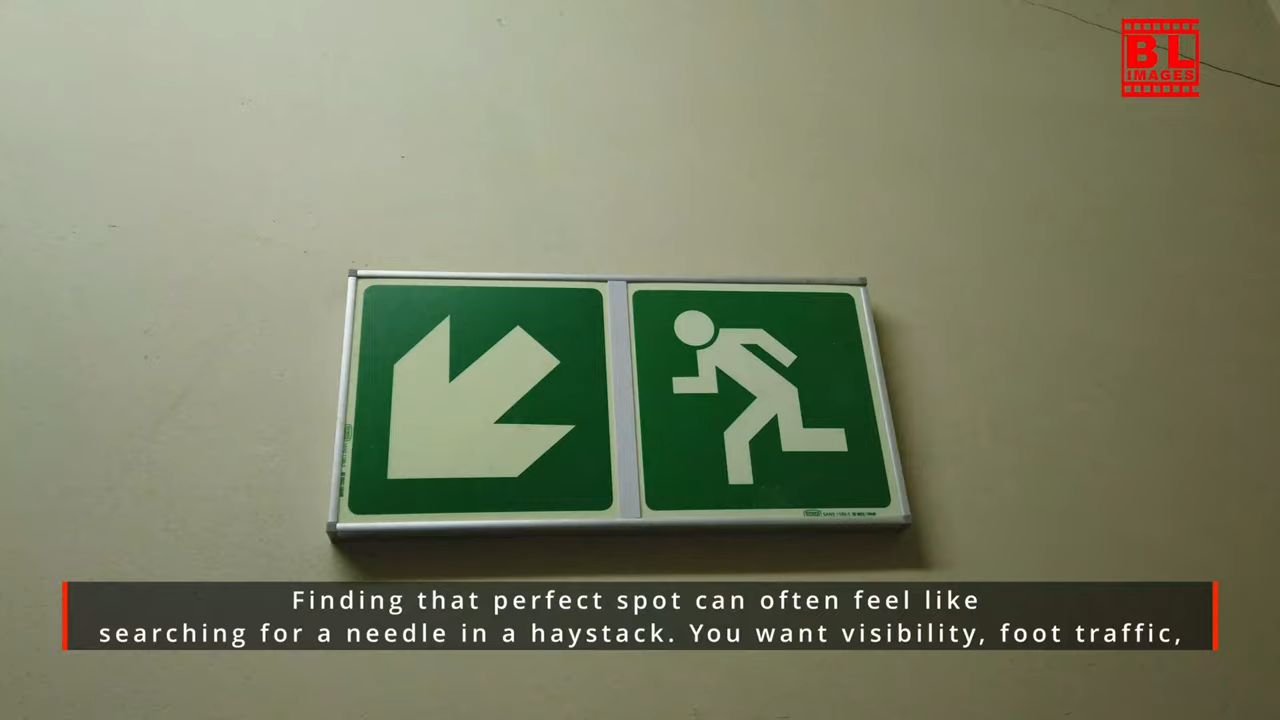 BL
IMAGES
Finding that perfect spot can often feel like
searching for a needle in a haystack. You want visibility, foot traffic,